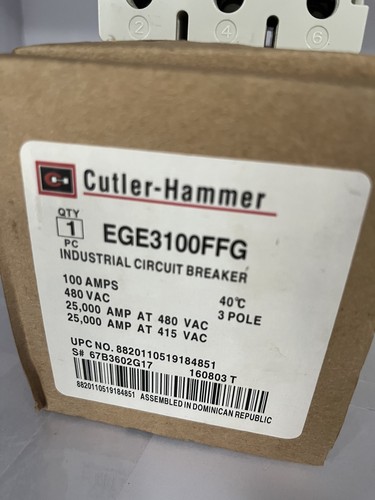 2 4 6
Cutler-Hammer
QTY
1
PC
EGE3100FFG
INDUSTRIAL CIRCUIT BREAKER
100 AMPS 40°C
480 VAC 3 POLE
25,000 AMP AT 480 VAC
25,000 AMP AT 415 VAC
UPC NO. 8820110519184851
S# 67B3602G17 160803 T
8820110519184851 ASSEMBLED IN DOMINICAN REPUBLIC